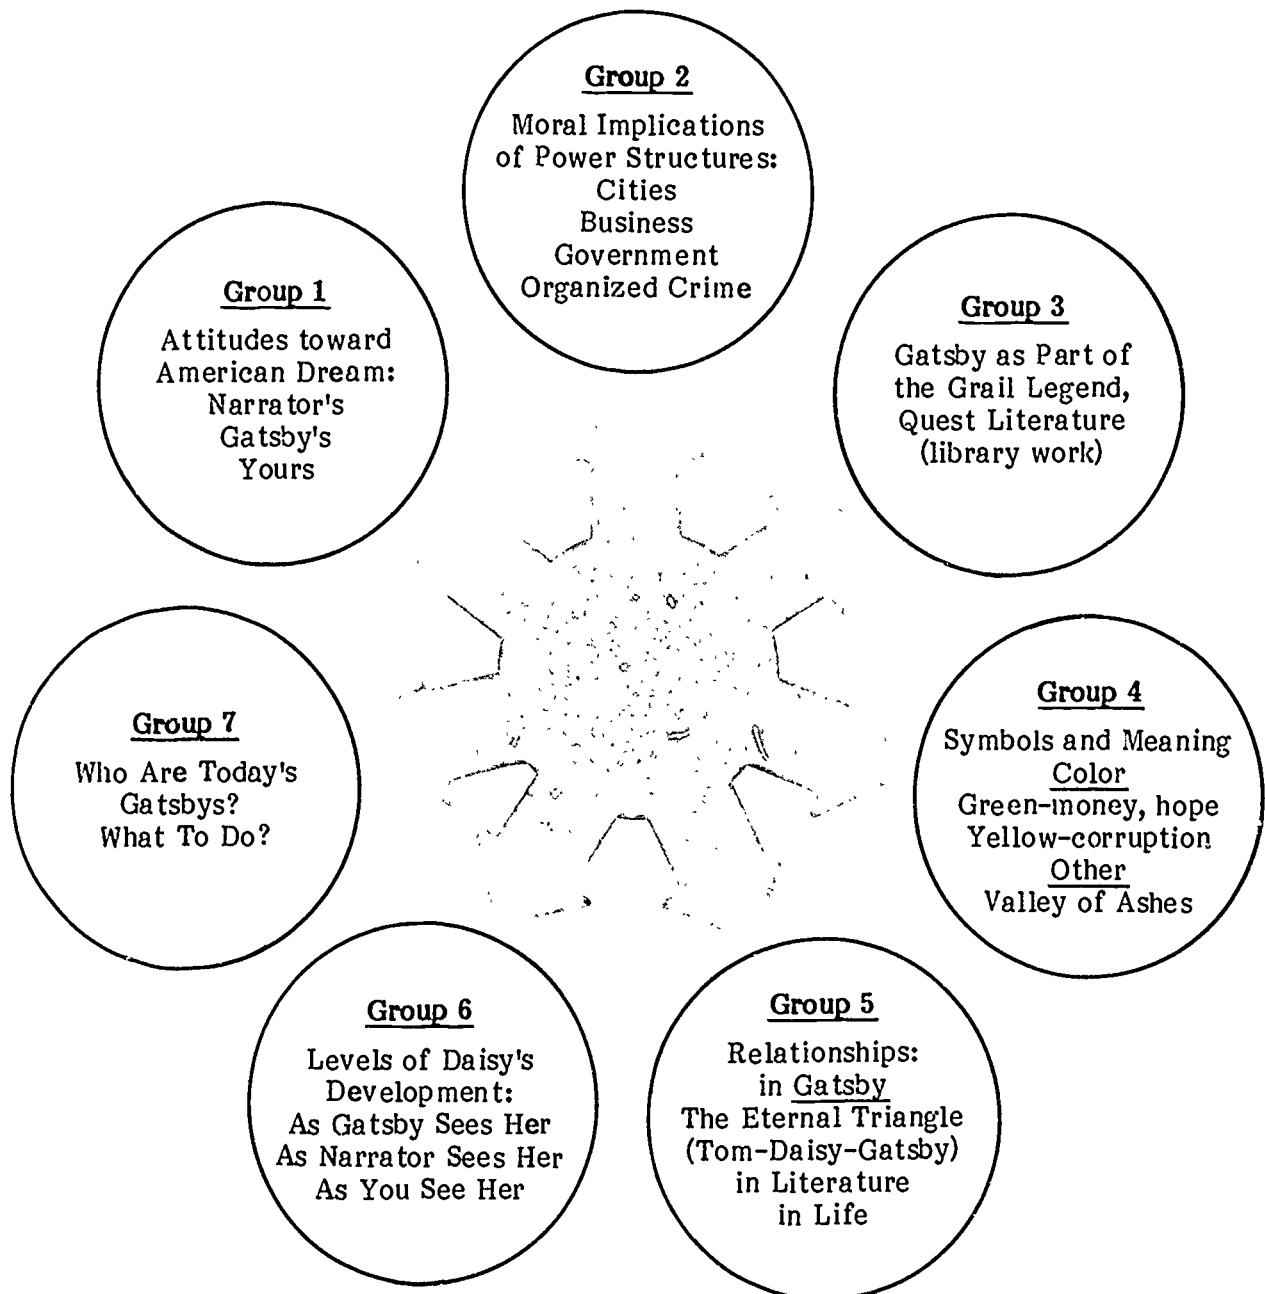 Group 1
Attitudes toward
American Dream:
Narrator's
Gatsby's
Yours
Group 2
Moral Implications
of Power Structures:
Cities
Business
Government
Organized Crime
Group 3
Gatsby as Part of
the Grail Legend,
Quest Literature
(library work)
Group 4
Symbols and Meaning
Color
Green-money, hope
Yellow-corruption
Other
Valley of Ashes
Group 5
Relationships:
in Gatsby
The Eternal Triangle
(Tom-Daisy-Gatsby)
in Literature
in Life
Group 6
Levels of Daisy's
Development:
As Gatsby Sees Her
As Narrator Sees Her
As You See Her
Group 7
Who Are Today's
Gatsbys?
What To Do?